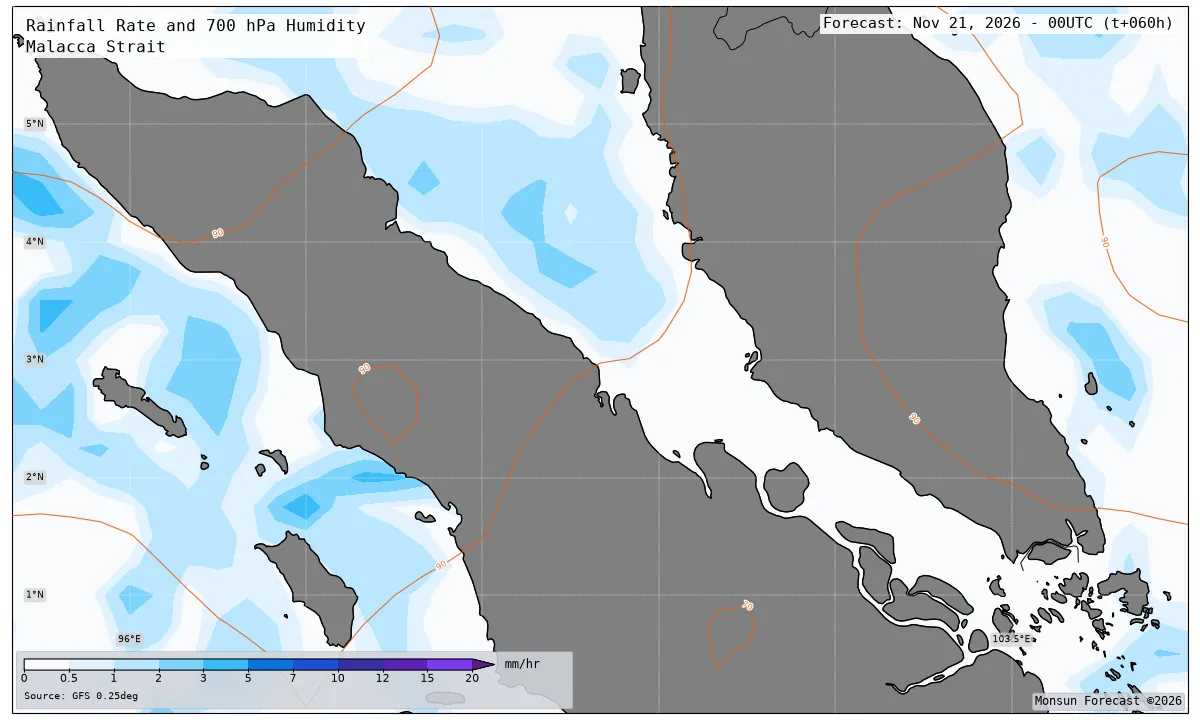 Rainfall Rate and 700 hPa Humidity
Malacca Strait
Forecast: Nov 21, 2026 - 00UTC (t+060h)
5°N
4°N
90
90
3°N
90
90
2°N
90
1°N
70
96°E
103.5°E
mm/hr
0 0.5 1 2 3 5 7 10 12 15 20
Source: GFS 0.25deg
Monsun Forecast ©2026